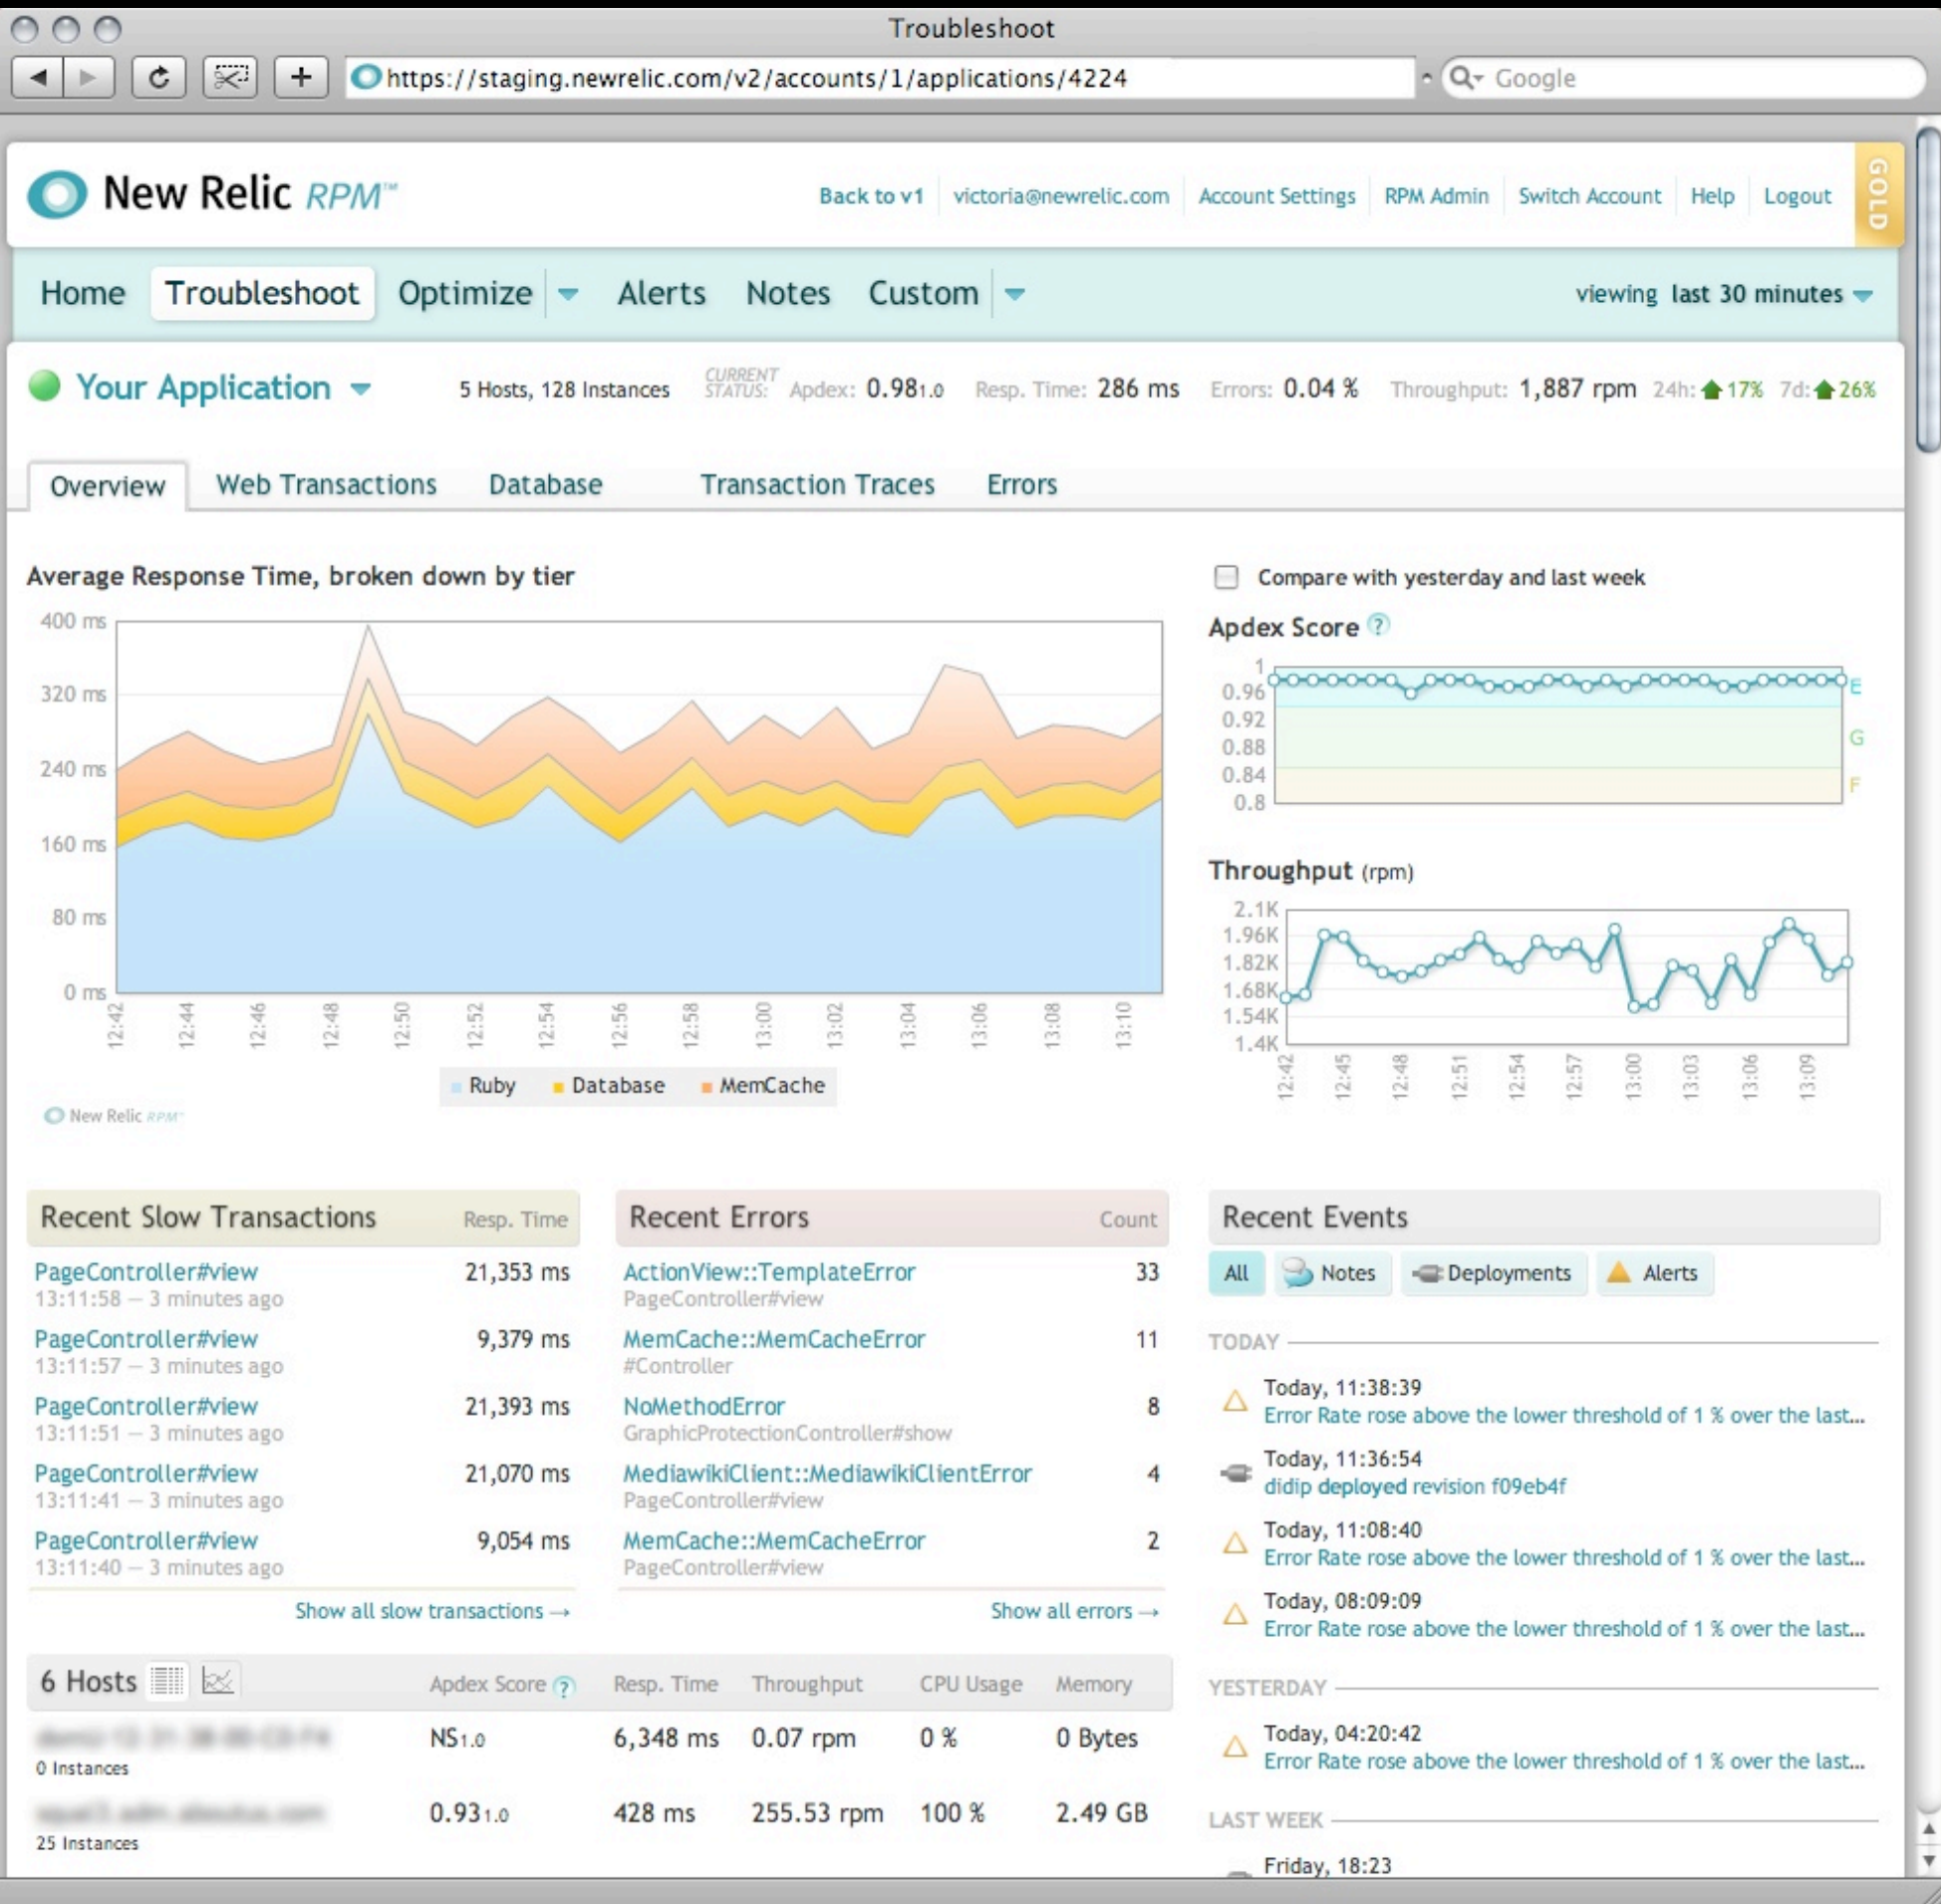 Troubleshoot
https://staging.newrelic.com/v2/accounts/1/applications/4224
Google
New Relic RPM™
Back to v1 victoria@newrelic.com Account Settings RPM Admin Switch Account Help Logout
GOLD
Home Troubleshoot Optimize Alerts Notes Custom
viewing last 30 minutes
Your Application
5 Hosts, 128 Instances CURRENT STATUS: Apdex: 0.98 1.0 Resp. Time: 286 ms Errors: 0.04 % Throughput: 1,887 rpm 24h: 17% 7d: 26%
Overview Web Transactions Database Transaction Traces Errors
Average Response Time, broken down by tier
400 ms
320 ms
240 ms
160 ms
80 ms
0 ms
12:42 12:44 12:46 12:48 12:50 12:52 12:54 12:56 12:58 13:00 13:02 13:04 13:06 13:08 13:10
Ruby Database MemCache
New Relic RPM™
Compare with yesterday and last week
Apdex Score ?
1
0.96
0.92
0.88
0.84
0.8
E
G
F
Throughput (rpm)
2.1K
1.96K
1.82K
1.68K
1.54K
1.4K
12:42 12:45 12:48 12:51 12:54 12:57 13:00 13:03 13:06 13:09
Recent Slow Transactions Resp. Time
PageController#view 21,353 ms
13:11:58 — 3 minutes ago
PageController#view 9,379 ms
13:11:57 — 3 minutes ago
PageController#view 21,393 ms
13:11:51 — 3 minutes ago
PageController#view 21,070 ms
13:11:41 — 3 minutes ago
PageController#view 9,054 ms
13:11:40 — 3 minutes ago
Show all slow transactions →
Recent Errors Count
ActionView::TemplateError 33
PageController#view
MemCache::MemCacheError 11
#Controller
NoMethodError 8
GraphicProtectionController#show
MediawikiClient::MediawikiClientError 4
PageController#view
MemCache::MemCacheError 2
PageController#view
Show all errors →
Recent Events
All Notes Deployments Alerts
TODAY
Today, 11:38:39
Error Rate rose above the lower threshold of 1 % over the last...
Today, 11:36:54
didip deployed revision f09eb4f
Today, 11:08:40
Error Rate rose above the lower threshold of 1 % over the last...
Today, 08:09:09
Error Rate rose above the lower threshold of 1 % over the last...
YESTERDAY
Today, 04:20:42
Error Rate rose above the lower threshold of 1 % over the last...
LAST WEEK
Friday, 18:23
6 Hosts Apdex Score ? Resp. Time Throughput CPU Usage Memory
NS 1.0 6,348 ms 0.07 rpm 0 % 0 Bytes
0 Instances
0.93 1.0 428 ms 255.53 rpm 100 % 2.49 GB
25 Instances